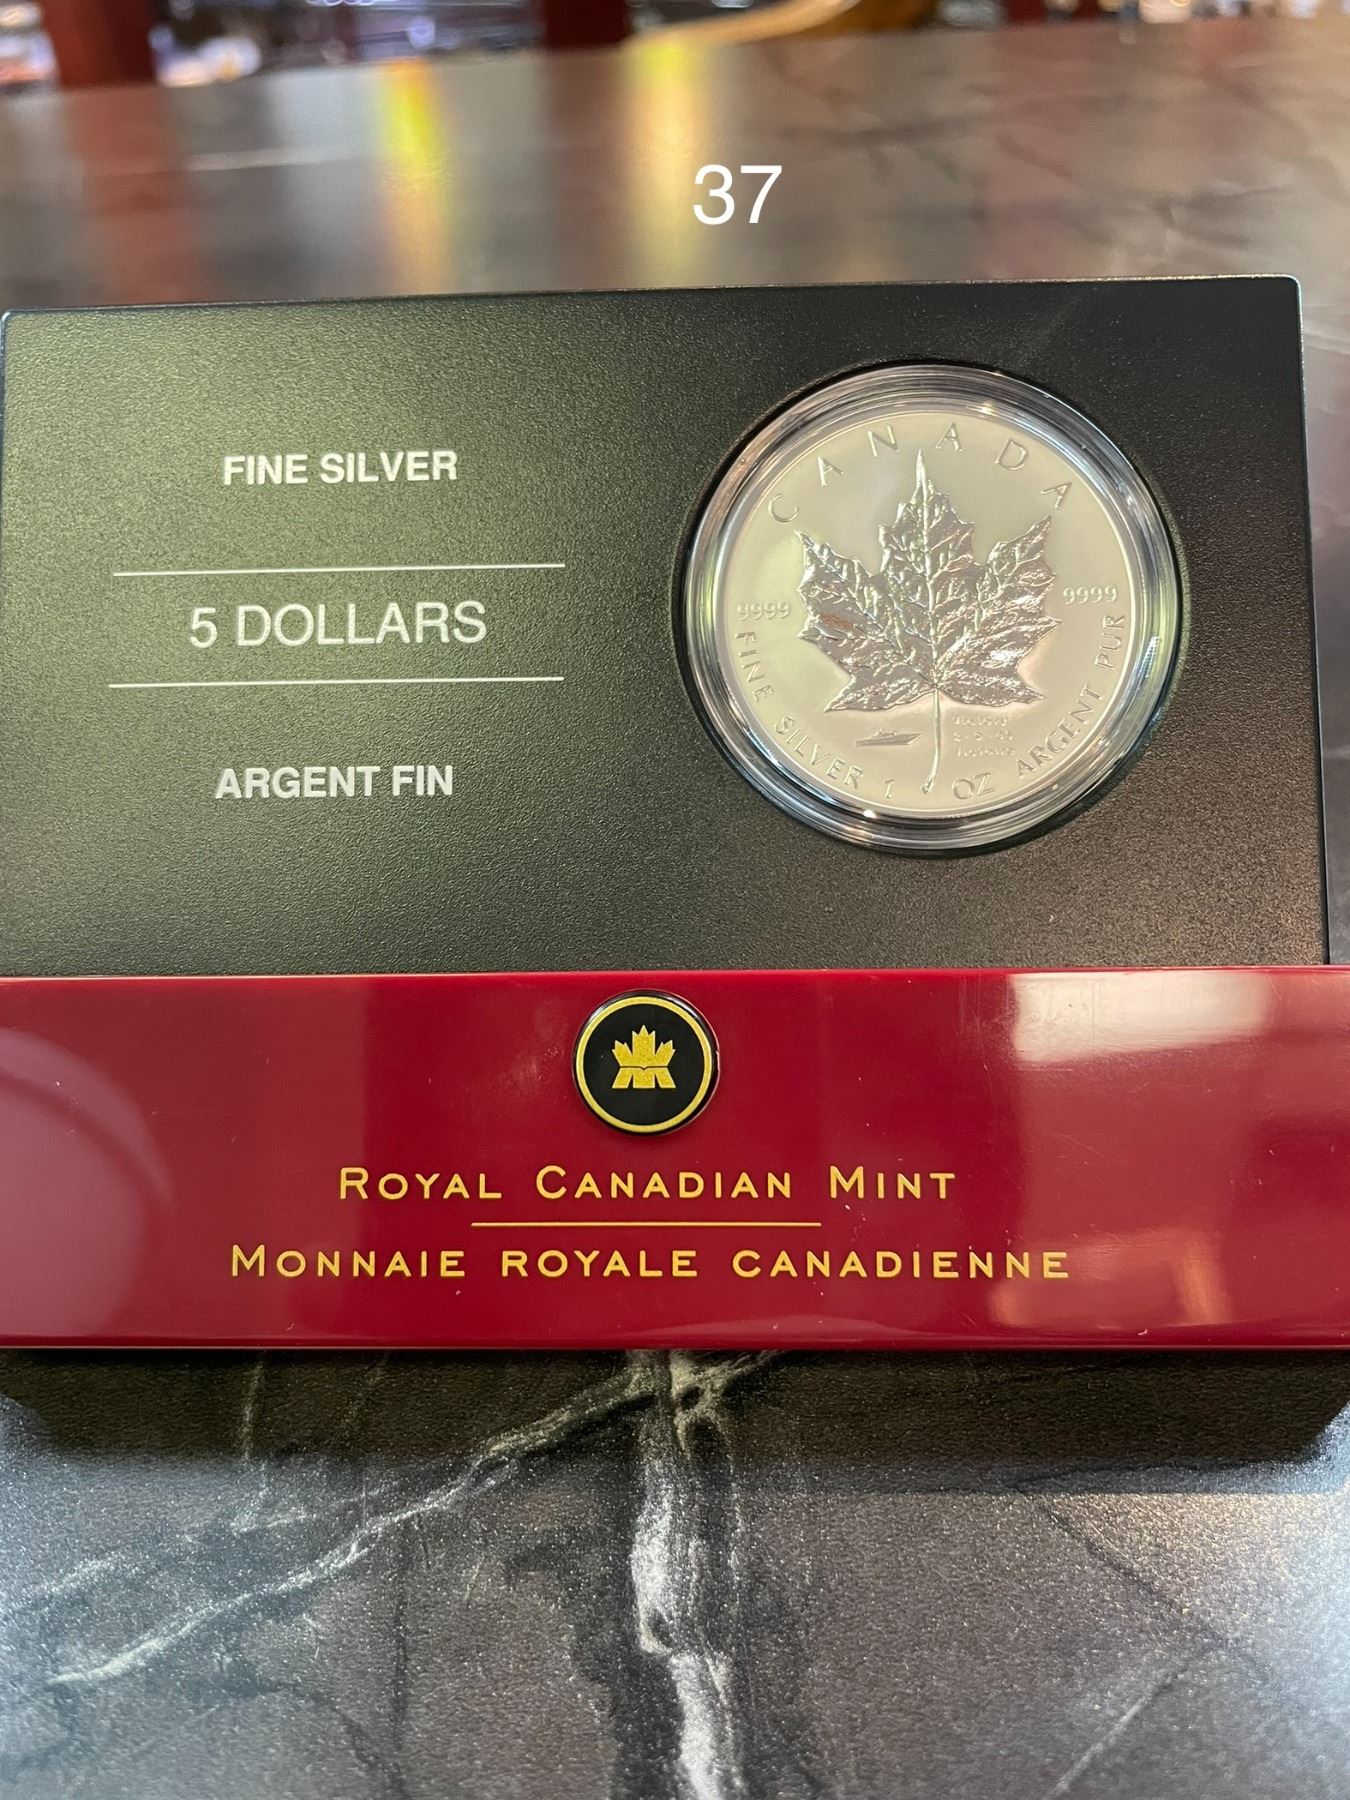 37
FINE SILVER
5 DOLLARS
ARGENT FIN
CANADA
9999
9999
FINE SILVER 1 OZ ARGENT PUR
ROYAL CANADIAN MINT
MONNAIE ROYALE CANADIENNE